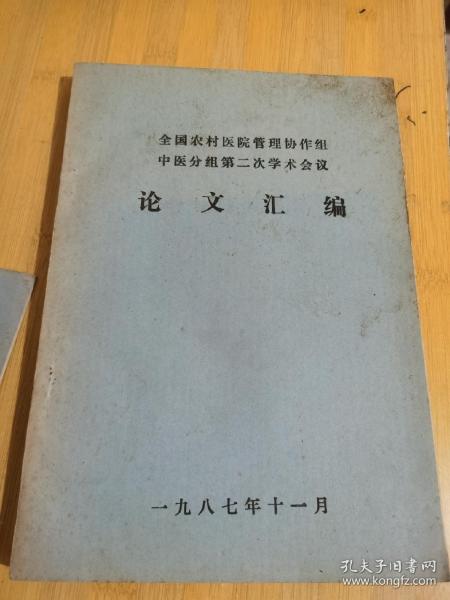 全国农村医院管理协作组
中医分组第二次学术会议
论文汇编
一九八七年十一月
孔夫子旧书网
www.kongfz.com